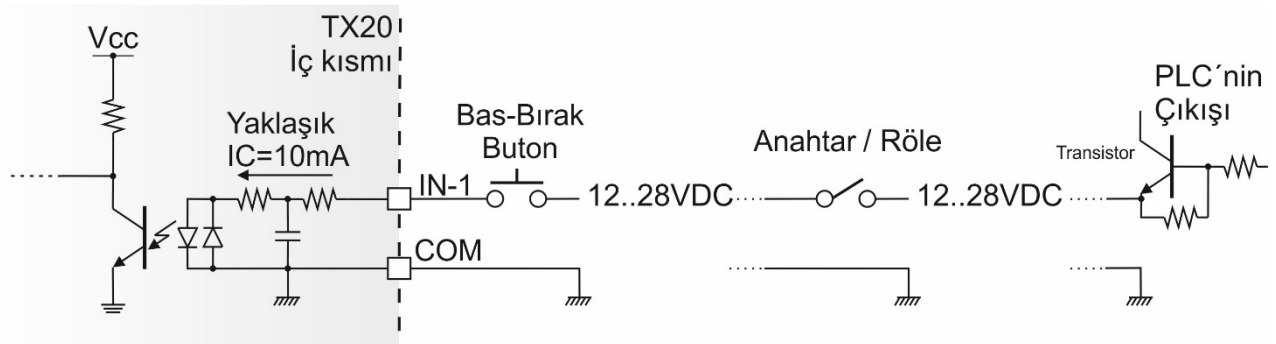 TX20
İç kısmı
Vcc
Yaklaşık
IC=10mA
IN-1
COM
Bas-Bırak
Buton
12..28VDC
Anahtar / Röle
12..28VDC
PLC´nin
Çıkışı
Transistor